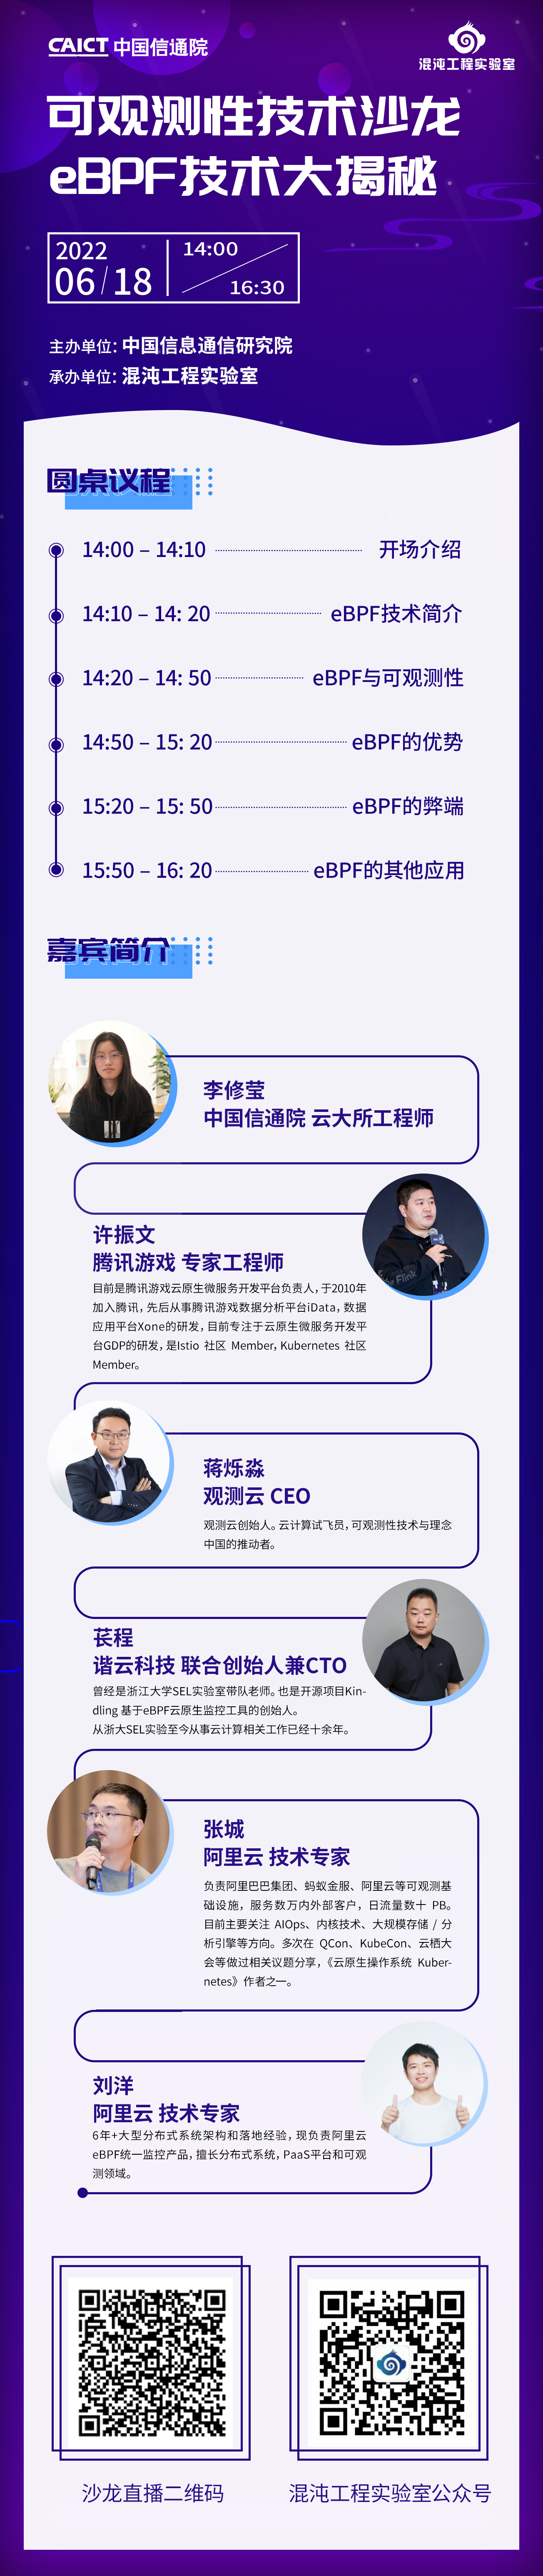 CAICT 中国信通院
混沌工程实验室
可观测性技术沙龙
eBPF技术大揭秘
2022
06/18
14:00
16:30
主办单位：中国信息通信研究院
承办单位：混沌工程实验室
圆桌议程
14:00 – 14:10 开场介绍
14:10 – 14: 20 eBPF技术简介
14:20 – 14: 50 eBPF与可观测性
14:50 – 15: 20 eBPF的优势
15:20 – 15: 50 eBPF的弊端
15:50 – 16: 20 eBPF的其他应用
嘉宾简介
李修莹
中国信通院 云大所工程师
许振文
腾讯游戏 专家工程师
目前是腾讯游戏云原生微服务开发平台负责人，于2010年
加入腾讯，先后从事腾讯游戏数据分析平台iData，数据
应用平台Xone的研发，目前专注于云原生微服务开发平
台GDP的研发，是Istio 社区 Member，Kubernetes 社区
Member。
蒋烁淼
观测云 CEO
观测云创始人。云计算试飞员，可观测性技术与理念
中国的推动者。
苌程
谐云科技 联合创始人兼CTO
曾经是浙江大学SEL实验室带队老师。也是开源项目Kin-
dling 基于eBPF云原生监控工具的创始人。
从浙大SEL实验至今从事云计算相关工作已经十余年。
张城
阿里云 技术专家
负责阿里巴巴集团、蚂蚁金服、阿里云等可观测基
础设施，服务数万内外部客户，日流量数十 PB。
目前主要关注 AIOps、内核技术、大规模存储 / 分
析引擎等方向。多次在 QCon、KubeCon、云栖大
会等做过相关议题分享，《云原生操作系统 Kuber-
netes》作者之一。
刘洋
阿里云 技术专家
6年+大型分布式系统架构和落地经验，现负责阿里云
eBPF统一监控产品，擅长分布式系统，PaaS平台和可观
测领域。
沙龙直播二维码
混沌工程实验室公众号